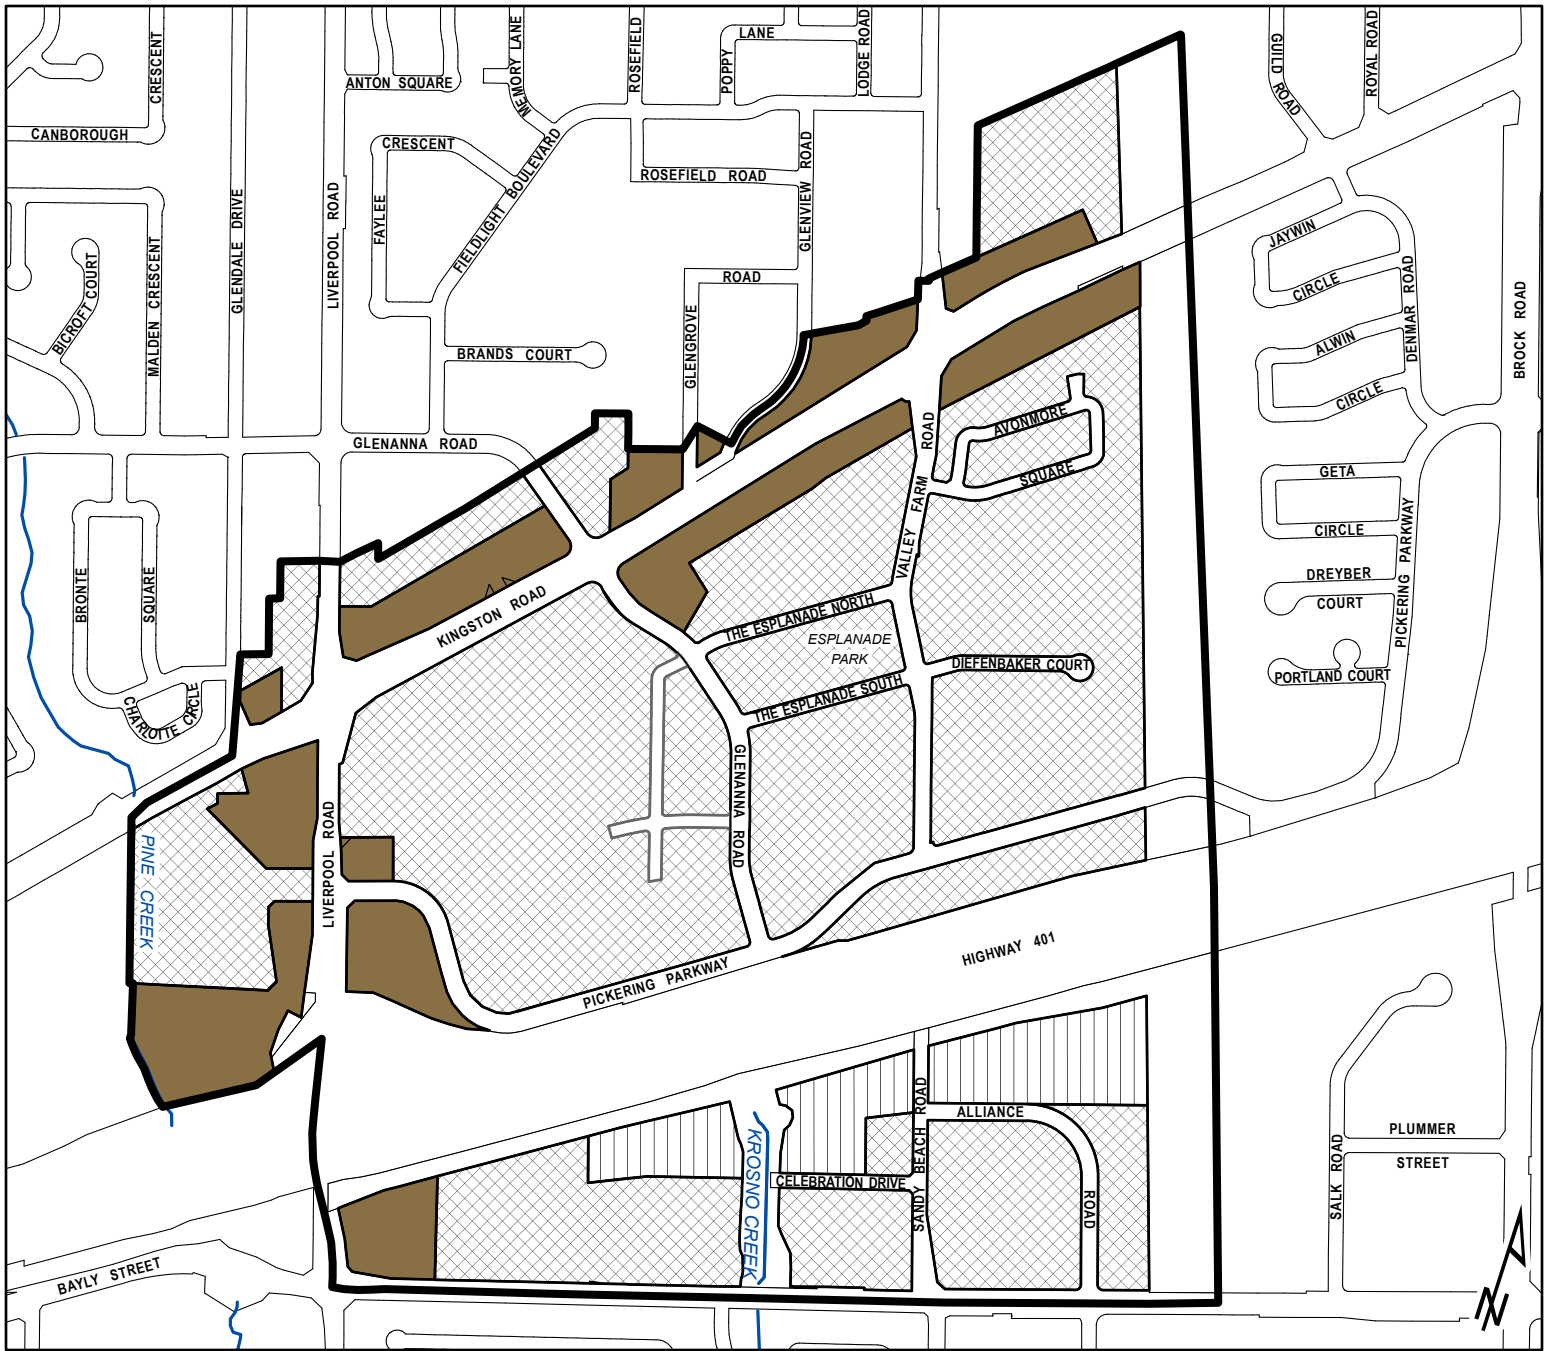 CRESCENT
CANBOROUGH
GLENDALE DRIVE
LIVERPOOL ROAD
ANTON SQUARE
MEMORY LANE
ROSEFIELD
POPPY
LANE
LODGE ROAD
GUILD
ROAD
ROYAL ROAD
CRESCENT
FAYLEE
FIELDLIGHT BOULEVARD
ROSEFIELD ROAD
GLENVIEW ROAD
BICROFT COURT
MALDEN CRESCENT
ROAD
GLENGROVE
BRANDS COURT
GLENANNA ROAD
JAYWIN
CIRCLE
ALWIN
CIRCLE
DENMAR ROAD
BROCK ROAD
AVONMORE
SQUARE
VALLEY FARM ROAD
GETA
CIRCLE
DREYBER
COURT
PICKERING PARKWAY
PORTLAND COURT
BRONTE
SQUARE
CHARLOTTE CIRCLE
KINGSTON ROAD
THE ESPLANADE NORTH
ESPLANADE
PARK
THE ESPLANADE SOUTH
DIEFENBAKER COURT
GLENANNA ROAD
LIVERPOOL ROAD
PINE CREEK
PICKERING PARKWAY
HIGHWAY 401
KROSNO CREEK
SANDY BEACH ROAD
ALLIANCE
ROAD
CELEBRATION DRIVE
SALK ROAD
PLUMMER
STREET
BAYLY STREET
N